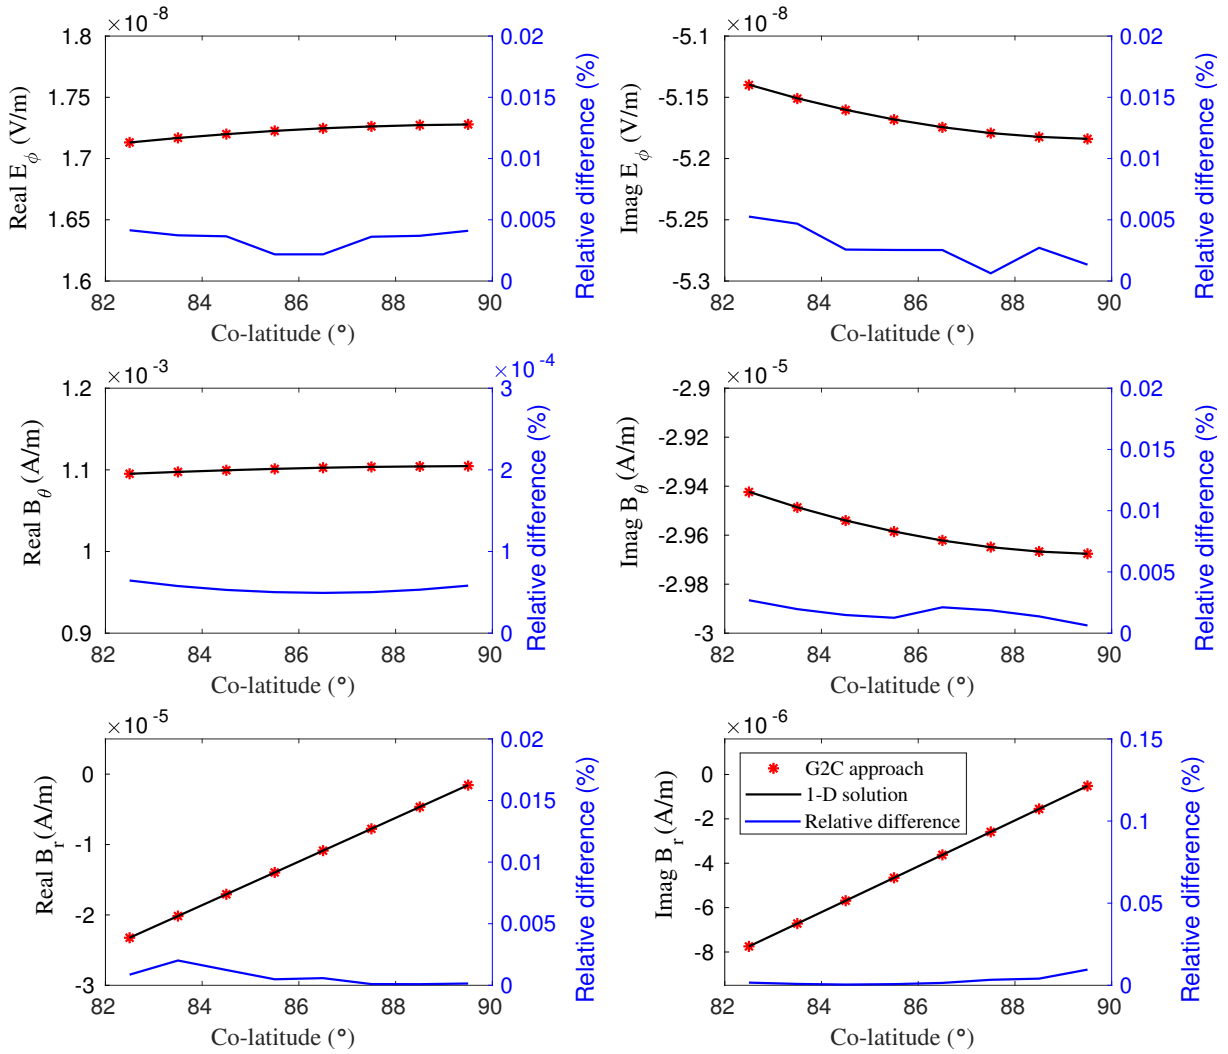 ×10 -8
1.8
1.75
1.7
1.65
1.6
Real E_ϕ (V/m)
0.02
0.015
0.01
0.005
0
Relative difference (%)
82 84 86 88 90
Co-latitude (°)
×10 -8
-5.1
-5.15
-5.2
-5.25
-5.3
Imag E_ϕ (V/m)
0.02
0.015
0.01
0.005
0
Relative difference (%)
82 84 86 88 90
Co-latitude (°)
×10 -3
1.2
1.1
1
0.9
Real B_θ (A/m)
×10 -4
3
2
1
0
Relative difference (%)
82 84 86 88 90
Co-latitude (°)
×10 -5
-2.9
-2.92
-2.94
-2.96
-2.98
-3
Imag B_θ (A/m)
0.02
0.015
0.01
0.005
0
Relative difference (%)
82 84 86 88 90
Co-latitude (°)
×10 -5
0
-1
-2
-3
Real B_r (A/m)
0.02
0.015
0.01
0.005
0
Relative difference (%)
82 84 86 88 90
Co-latitude (°)
×10 -6
0
-2
-4
-6
-8
Imag B_r (A/m)
G2C approach
1-D solution
Relative difference
0.15
0.1
0.05
0
Relative difference (%)
82 84 86 88 90
Co-latitude (°)